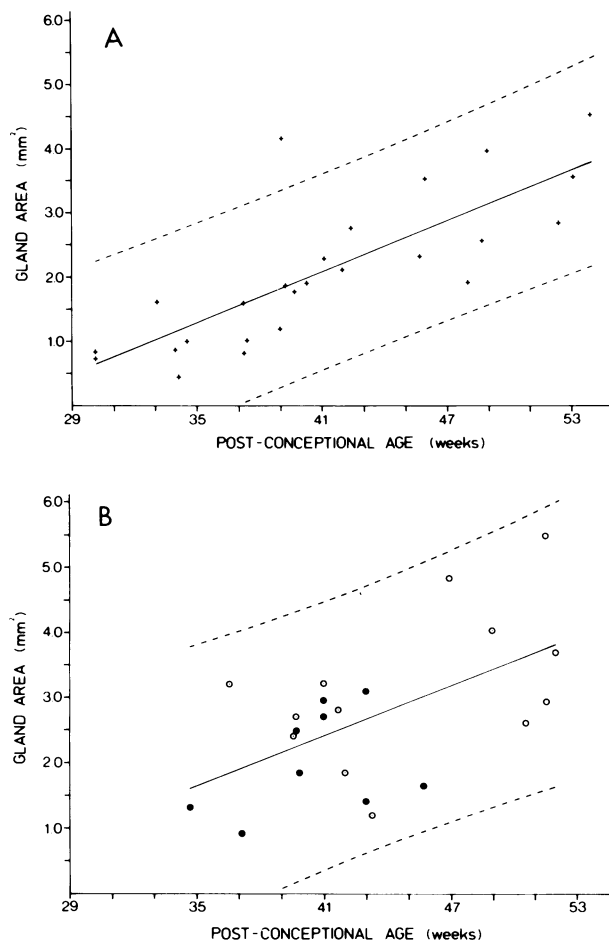 A
6.0
5.0
4.0
3.0
2.0
1.0
GLAND AREA (mm²)
29 35 41 47 53
POST-CONCEPTIONAL AGE (weeks)
B
6.0
5.0
4.0
3.0
2.0
1.0
GLAND AREA (mm²)
29 35 41 47 53
POST-CONCEPTIONAL AGE (weeks)